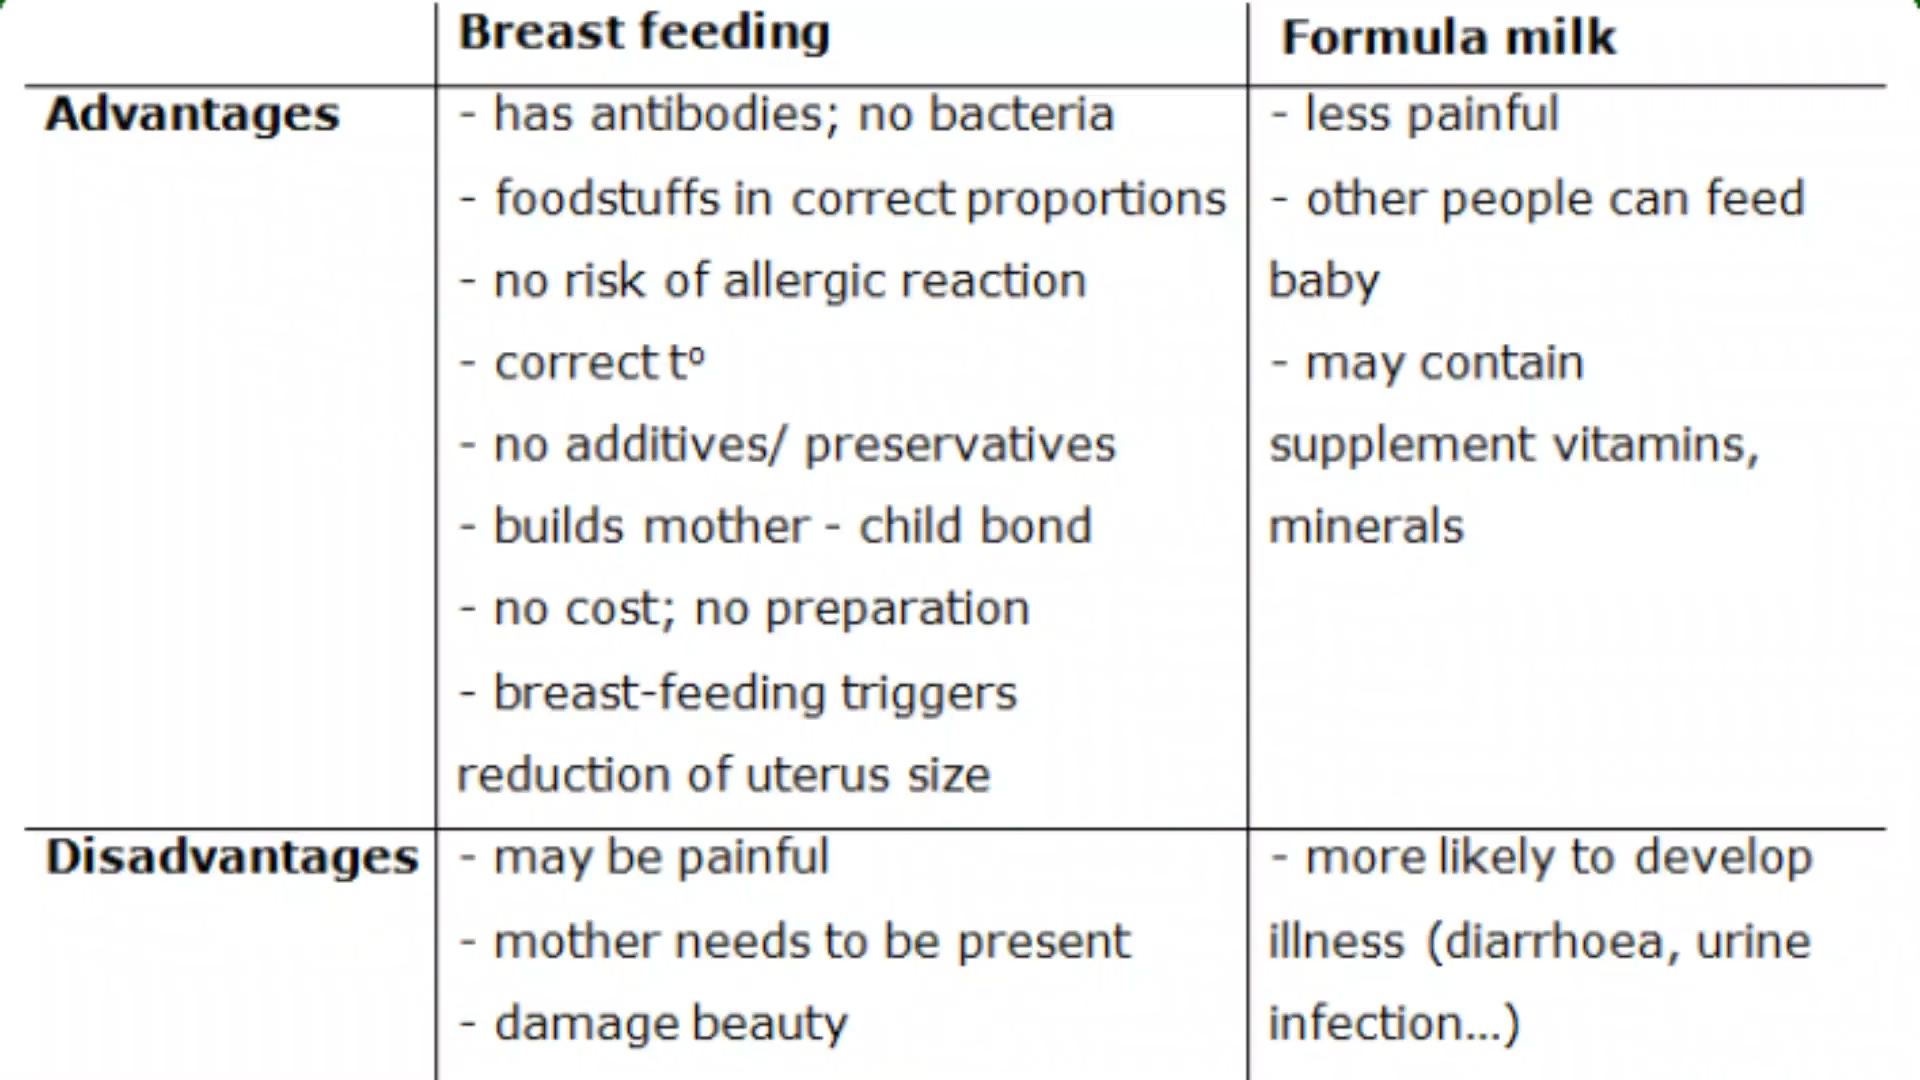 Breast feeding
Formula milk
Advantages
- has antibodies; no bacteria
- foodstuffs in correct proportions
- no risk of allergic reaction
- correct tº
- no additives/ preservatives
- builds mother - child bond
- no cost; no preparation
- breast-feeding triggers
reduction of uterus size
- less painful
- other people can feed
baby
- may contain
supplement vitamins,
minerals
Disadvantages
- may be painful
- mother needs to be present
- damage beauty
- more likely to develop
illness (diarrhoea, urine
infection...)